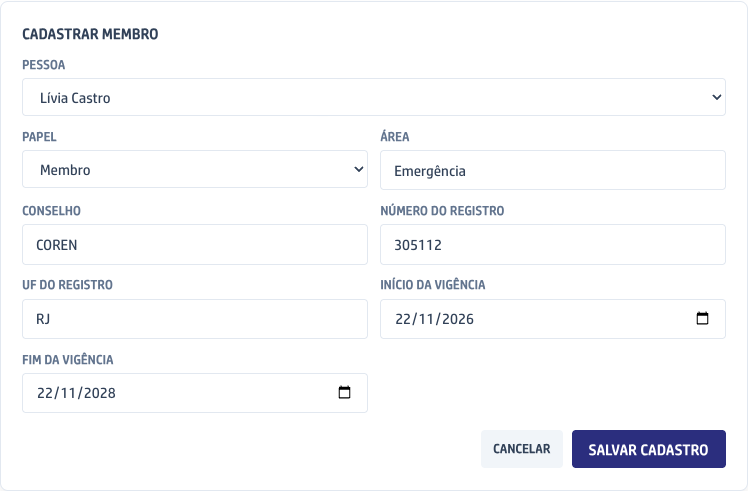 CADASTRAR MEMBRO
PESSOA
Lívia Castro
PAPEL
ÁREA
Membro
Emergência
CONSELHO
NÚMERO DO REGISTRO
COREN
305112
UF DO REGISTRO
INÍCIO DA VIGÊNCIA
RJ
22/11/2026
FIM DA VIGÊNCIA
22/11/2028
CANCELAR
SALVAR CADASTRO